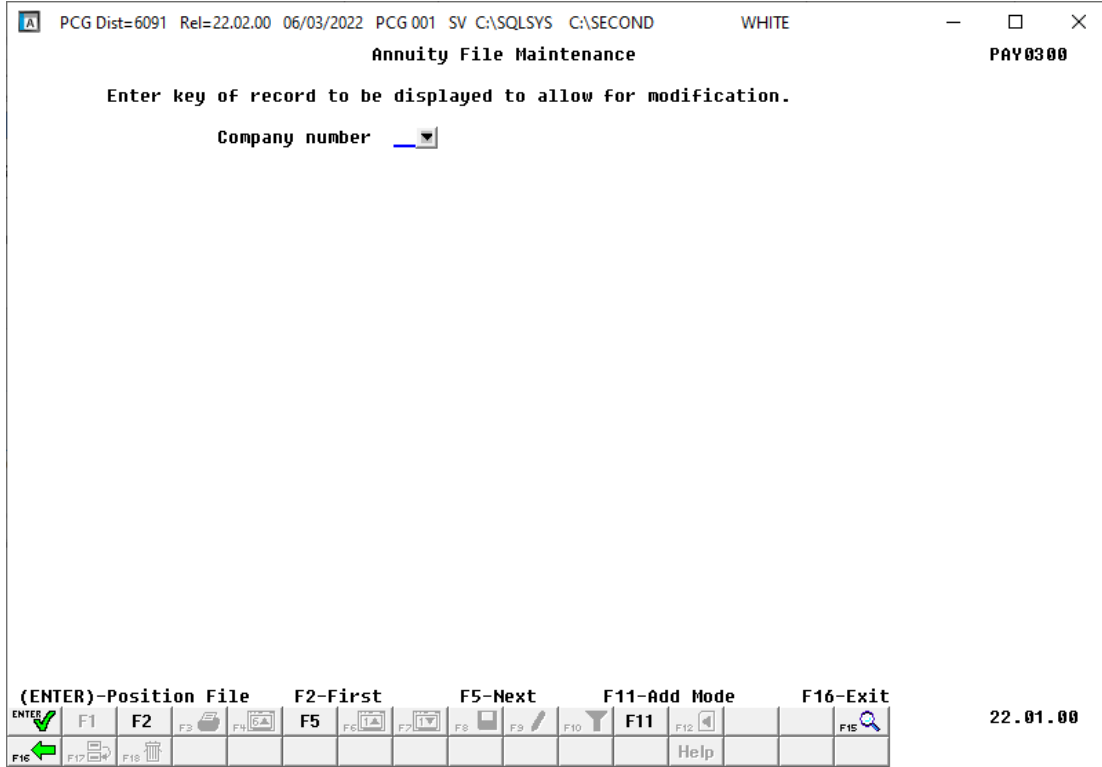 A PCG Dist=6091 Rel=22.02.00 06/03/2022 PCG 001 SV C:\SQLSYS C:\SECOND WHITE
Annuity File Maintenance PAY0300
Enter key of record to be displayed to allow for modification.
Company number
(ENTER)-Position File F2-First F5-Next F11-Add Mode F16-Exit
ENTER F1 F2 F3 F4 6 F5 F6 1 F7 1 F8 F9 F10 F11 F12 F15 22.01.00
F16 F17 F18 Help